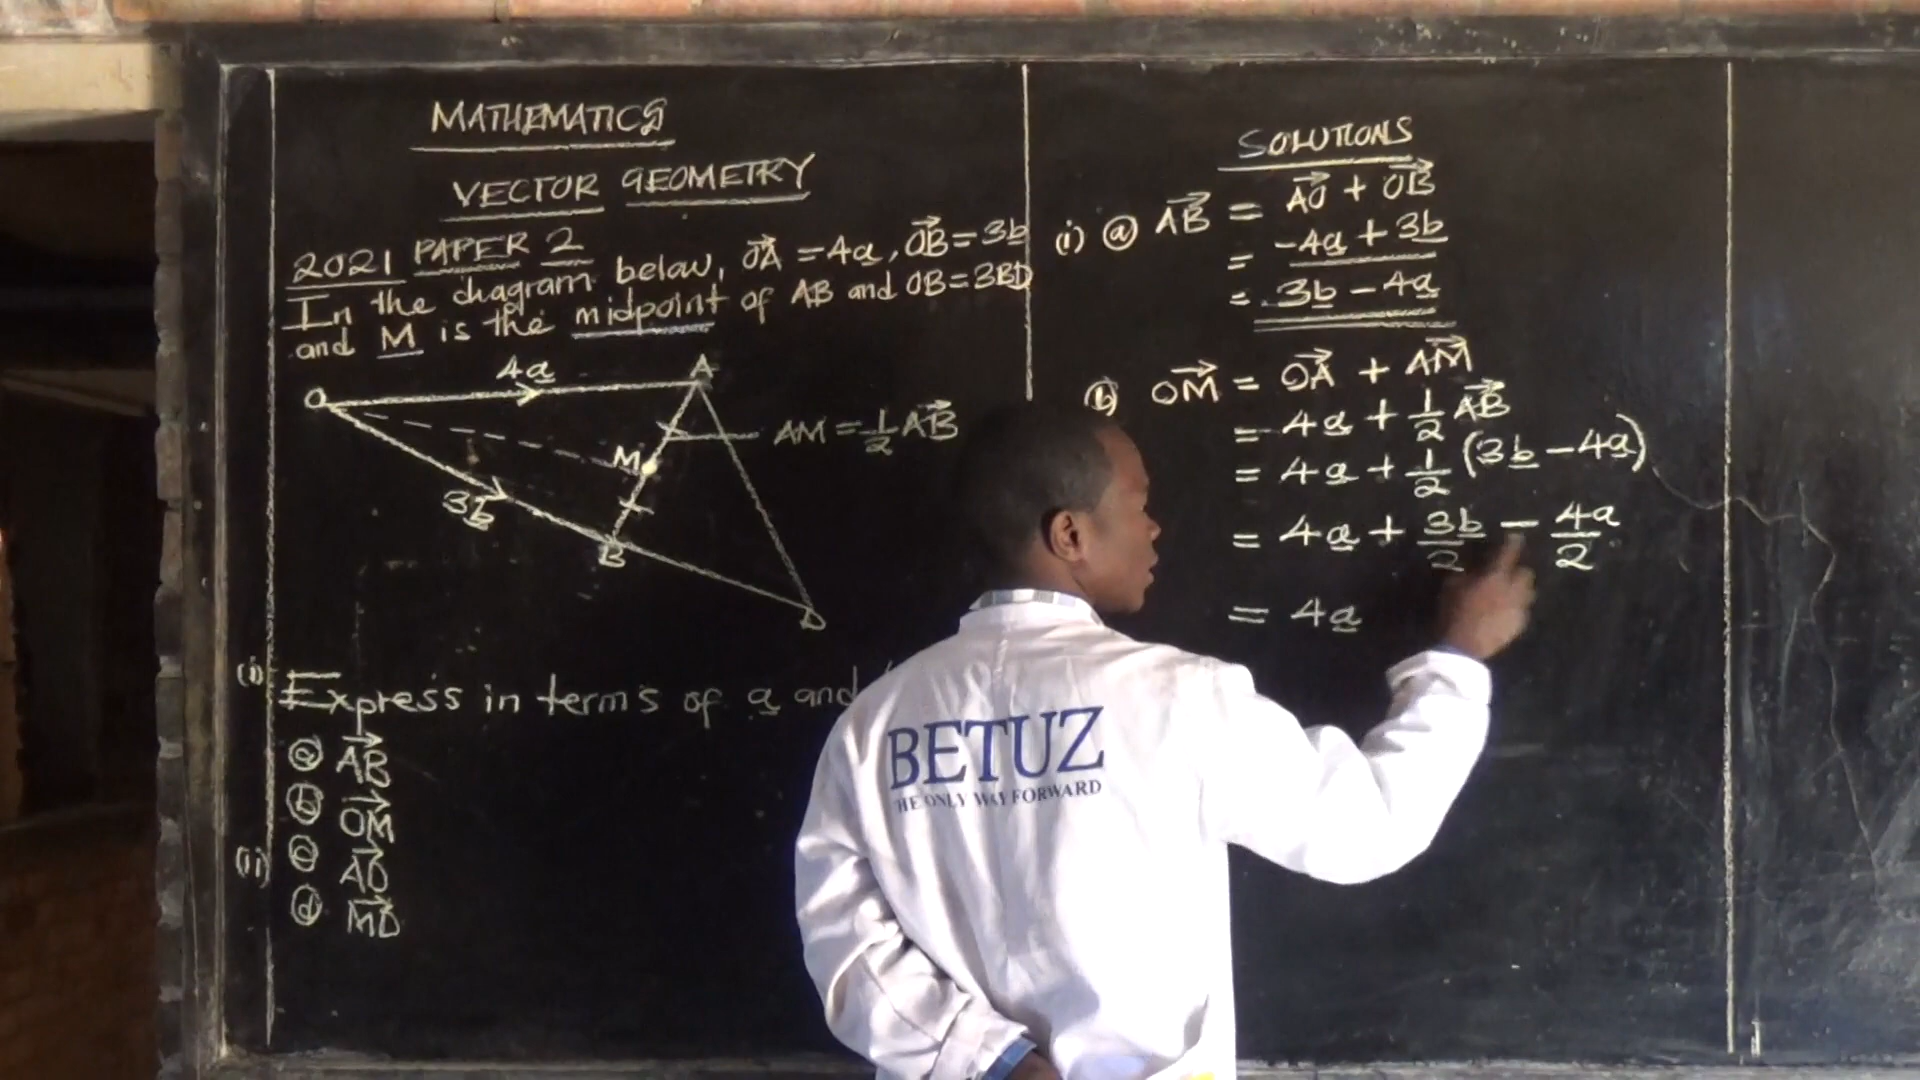 MATHEMATICS
VECTOR GEOMETRY
2021 PAPER 2
In the diagram below, OA = 4a, OB = 3b
and M is the midpoint of AB and OB = 3BD
O
4a
A
AM = 1/2 AB
M
3b
B
D
(i) Express in terms of a and
(a) AB
(b) OM
(ii) (c) AD
(d) MD
SOLUTIONS
(i) (a) AB = AO + OB
= -4a + 3b
= 3b - 4a
(b) OM = OA + AM
= 4a + 1/2 AB
= 4a + 1/2 (3b - 4a)
= 4a + 3b/2 - 4a/2
= 4a
BETUZ
HE ONLY WAY FORWARD